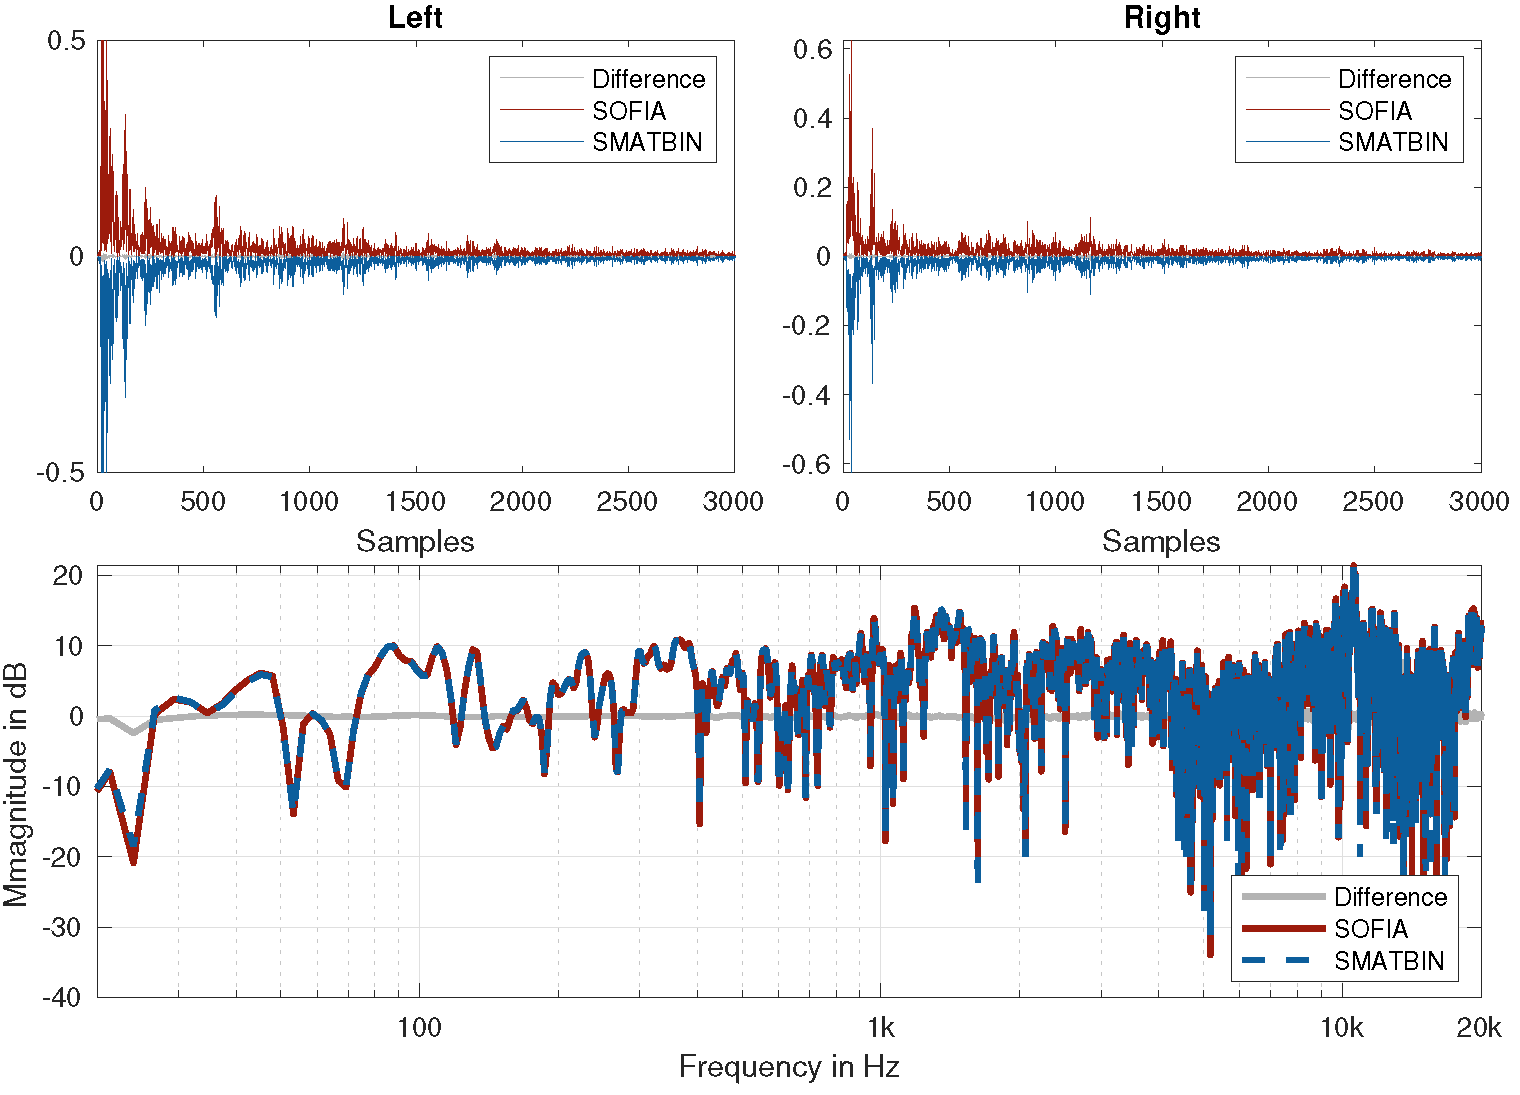 Left
0.5
0
-0.5
0 500 1000 1500 2000 2500 3000
Samples
Difference
SOFIA
SMATBIN
Right
0.6
0.4
0.2
0
-0.2
-0.4
-0.6
0 500 1000 1500 2000 2500 3000
Samples
Difference
SOFIA
SMATBIN
Mmagnitude in dB
20
10
0
-10
-20
-30
-40
100 1k 10k 20k
Frequency in Hz
Difference
SOFIA
SMATBIN